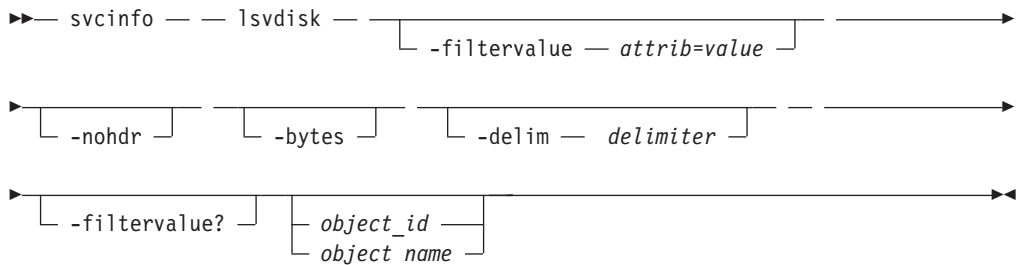 svcinfo lsvdisk
-filtervalue attrib=value
-nohdr -bytes -delim delimiter
-filtervalue? object_id
object name